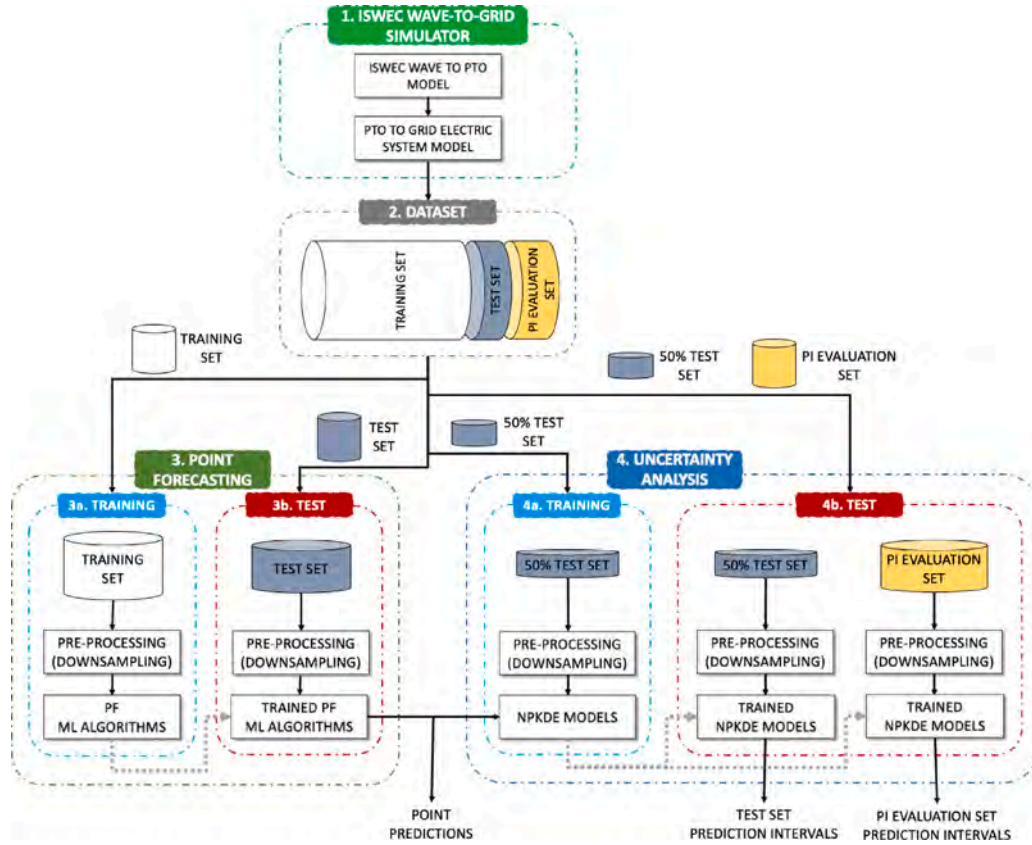 1. ISWEC WAVE-TO-GRID
SIMULATOR
ISWEC WAVE TO PTO
MODEL
PTO TO GRID ELECTRIC
SYSTEM MODEL
2. DATASET
TRAINING SET
TEST SET
PI EVALUATION
SET
TRAINING
SET
50% TEST
SET
PI EVALUATION
SET
TEST
SET
50% TEST
SET
3. POINT
FORECASTING
4. UNCERTAINTY
ANALYSIS
3a. TRAINING
3b. TEST
4a. TRAINING
4b. TEST
TRAINING
SET
TEST SET
50% TEST SET
50% TEST SET
PI EVALUATION
SET
PRE-PROCESSING
(DOWNSAMPLING)
PRE-PROCESSING
(DOWNSAMPLING)
PRE-PROCESSING
(DOWNSAMPLING)
PRE-PROCESSING
(DOWNSAMPLING)
PRE-PROCESSING
(DOWNSAMPLING)
PF
ML ALGORITHMS
TRAINED PF
ML ALGORITHMS
NPKDE MODELS
TRAINED
NPKDE MODELS
TRAINED
NPKDE MODELS
POINT
PREDICTIONS
TEST SET
PREDICTION INTERVALS
PI EVALUATION SET
PREDICTION INTERVALS